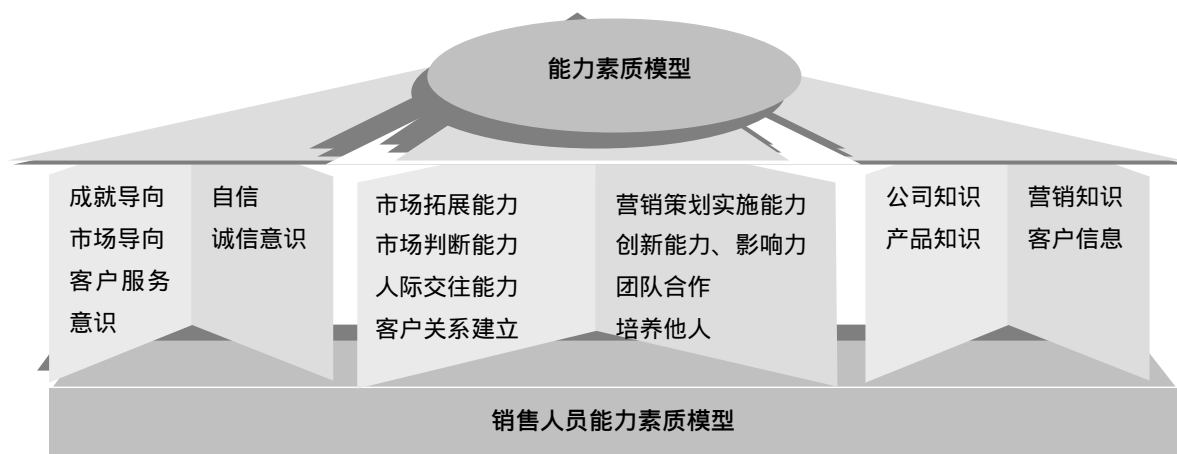 能力素质模型
成就导向
市场导向
客户服务
意识
自信
诚信意识
市场拓展能力
市场判断能力
人际交往能力
客户关系建立
营销策划实施能力
创新能力、影响力
团队合作
培养他人
公司知识
产品知识
营销知识
客户信息
销售人员能力素质模型